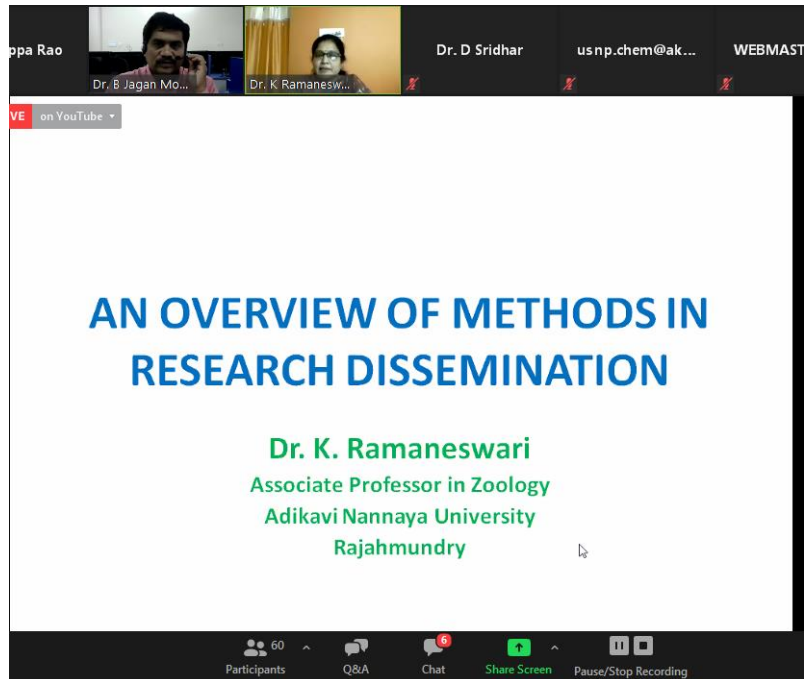 ppa Rao
Dr. B Jagan Mo...
Dr. K Ramanesw...
Dr. D Sridhar
usnp.chem@ak...
WEBMAST
VE on YouTube
AN OVERVIEW OF METHODS IN
RESEARCH DISSEMINATION
Dr. K. Ramaneswari
Associate Professor in Zoology
Adikavi Nannaya University
Rajahmundry
60
6
Participants
Q&A
Chat
Share Screen
Pause/Stop Recording